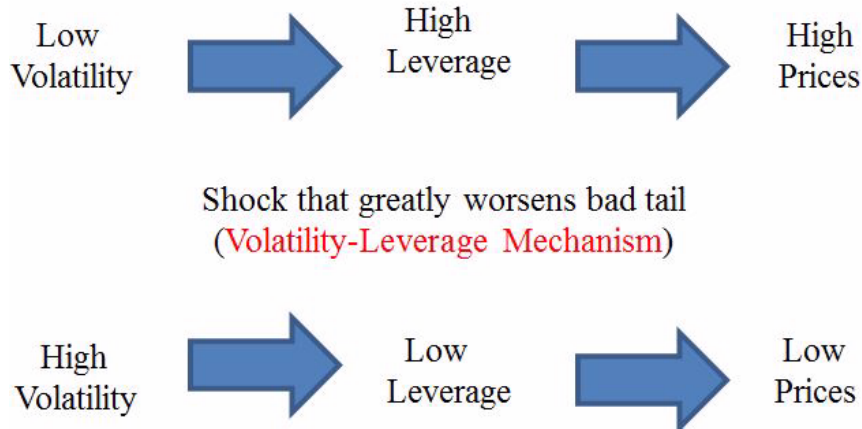 Low
Volatility
High
Leverage
High
Prices
Shock that greatly worsens bad tail
(Volatility-Leverage Mechanism)
High
Volatility
Low
Leverage
Low
Prices